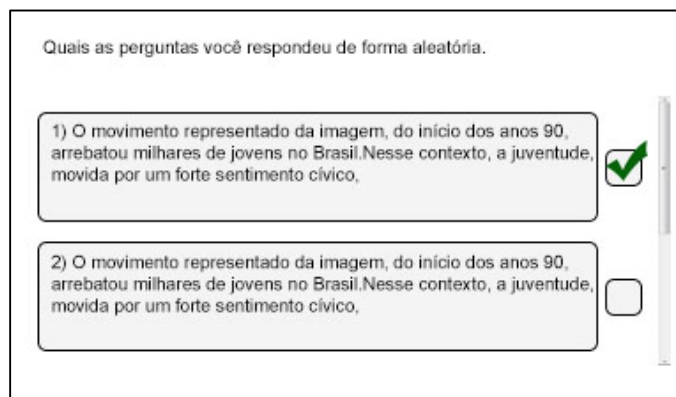 Quais as perguntas você respondeu de forma aleatória.
1) O movimento representado da imagem, do início dos anos 90,
arrebatou milhares de jovens no Brasil.Nesse contexto, a juventude,
movida por um forte sentimento cívico,
2) O movimento representado da imagem, do início dos anos 90,
arrebatou milhares de jovens no Brasil.Nesse contexto, a juventude,
movida por um forte sentimento cívico,